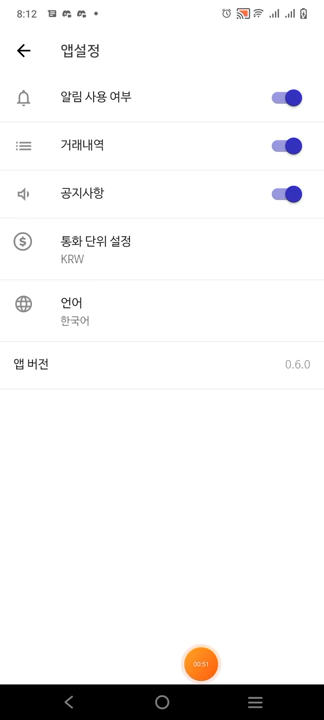 8:12
앱설정
알림 사용 여부
거래내역
공지사항
통화 단위 설정
KRW
언어
한국어
앱 버전
0.6.0
00:51